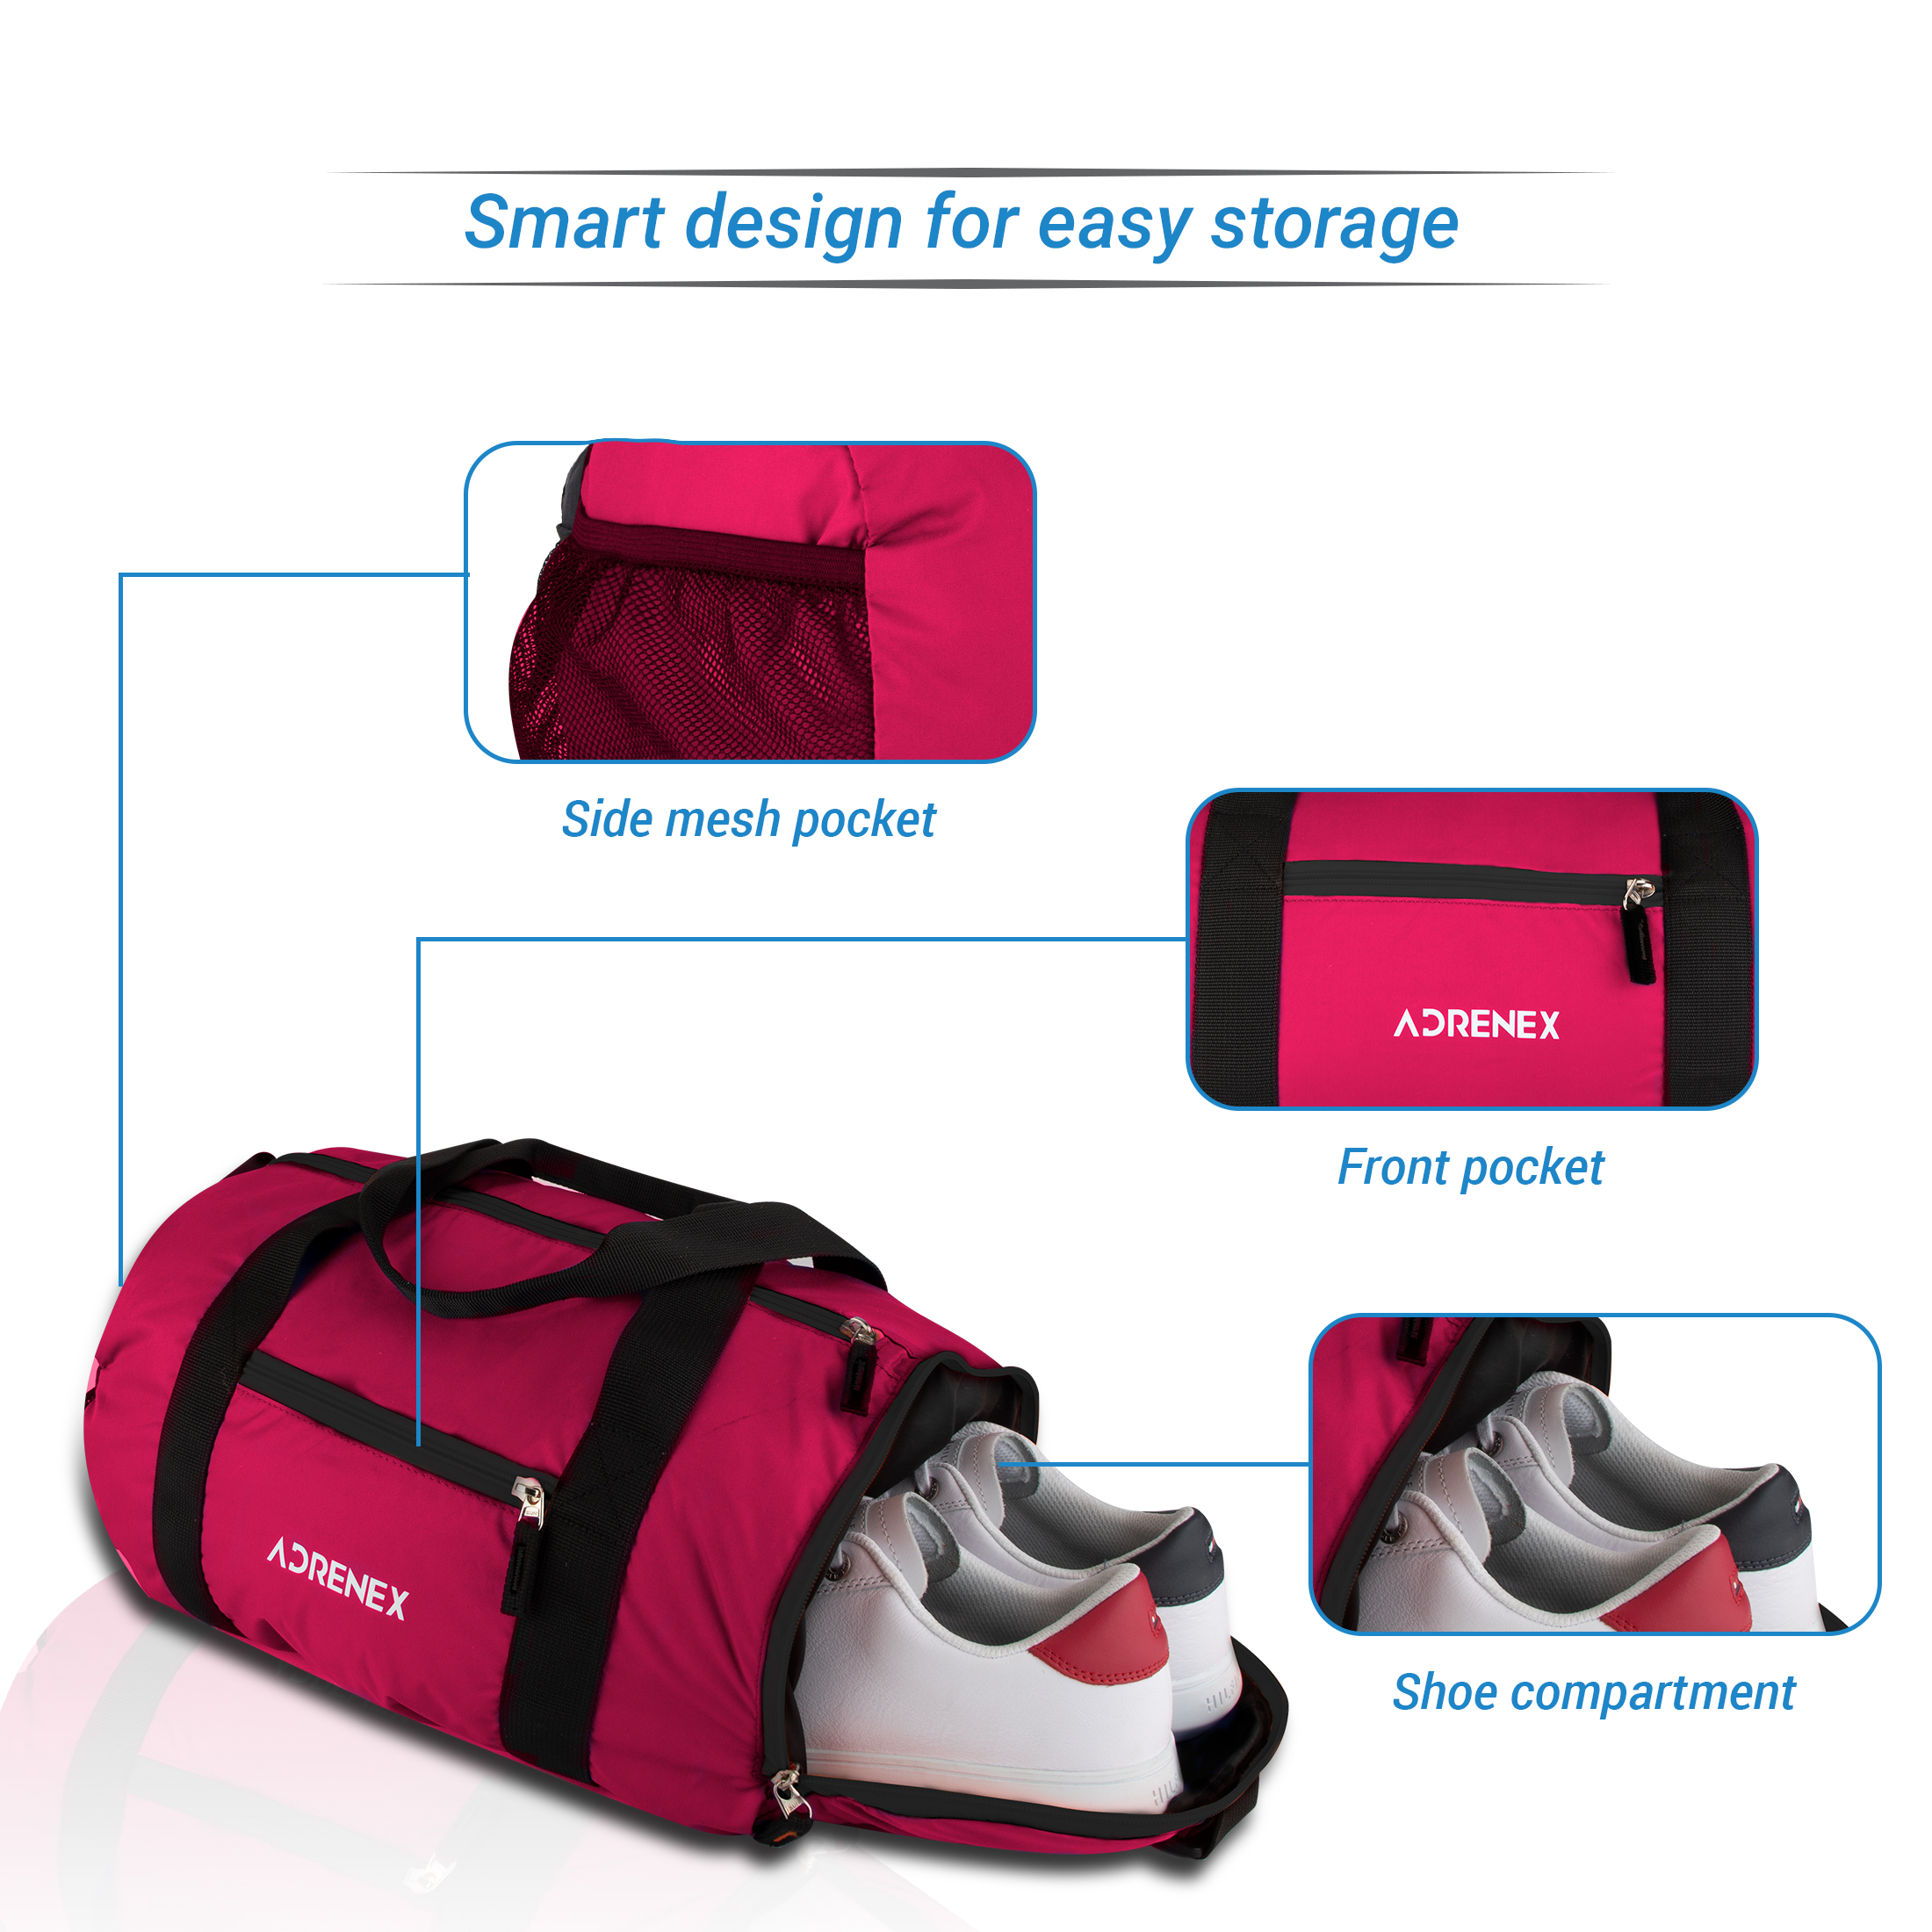 Smart design for easy storage
Side mesh pocket
ADRENEX
Front pocket
ADRENEX
Shoe compartment